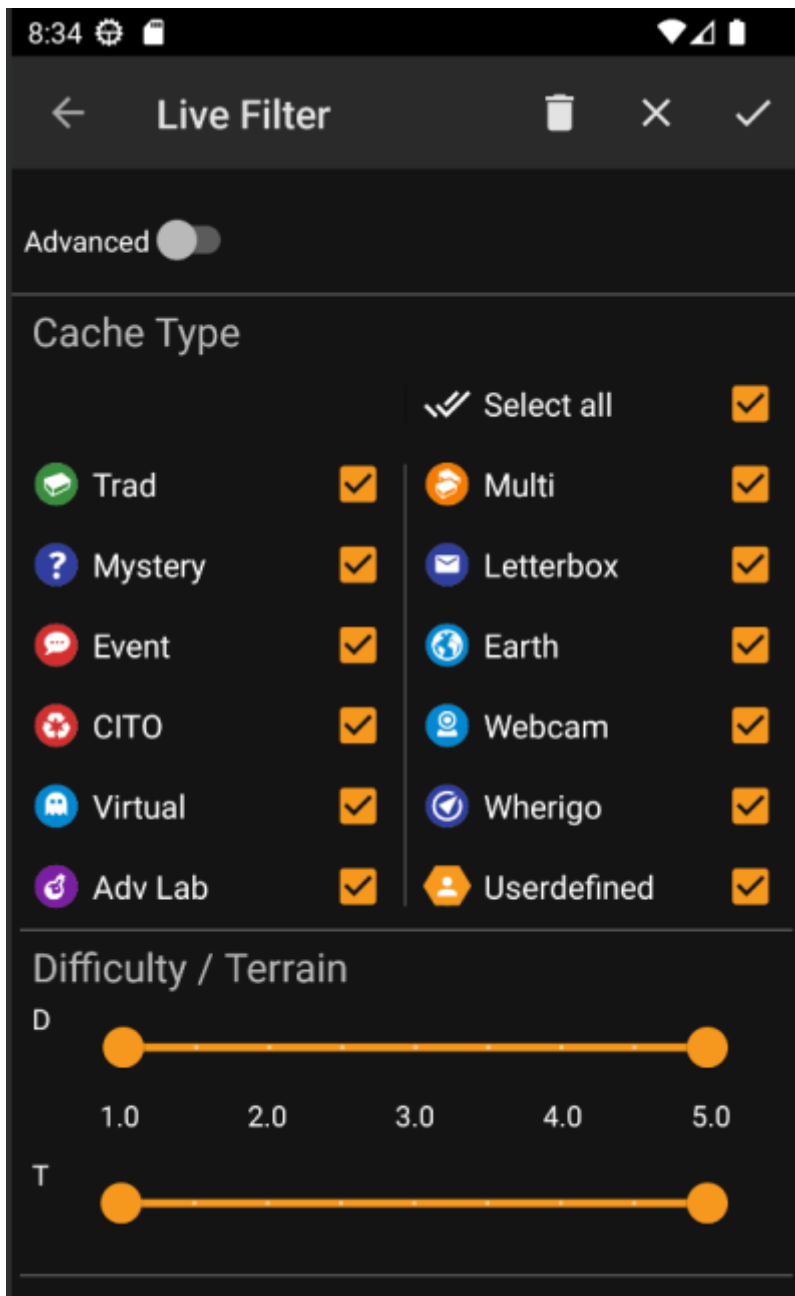 8:34
Live Filter
Advanced
Cache Type
Select all
Trad Multi
Mystery Letterbox
Event Earth
CITO Webcam
Virtual Wherigo
Adv Lab Userdefined
Difficulty / Terrain
D
1.0 2.0 3.0 4.0 5.0
T